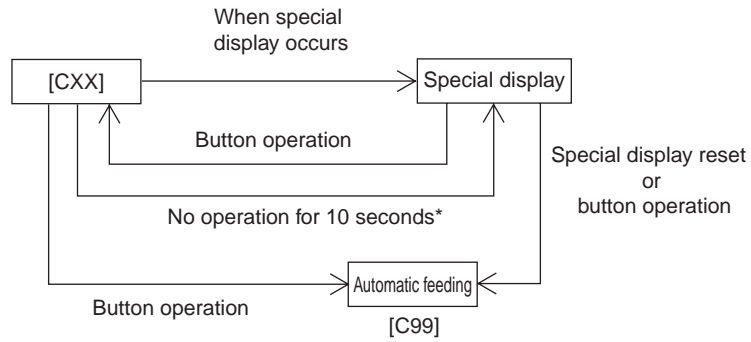 When special
display occurs
[CXX]
Special display
Button operation
Special display reset
or
button operation
No operation for 10 seconds*
Automatic feeding
Button operation
[C99]